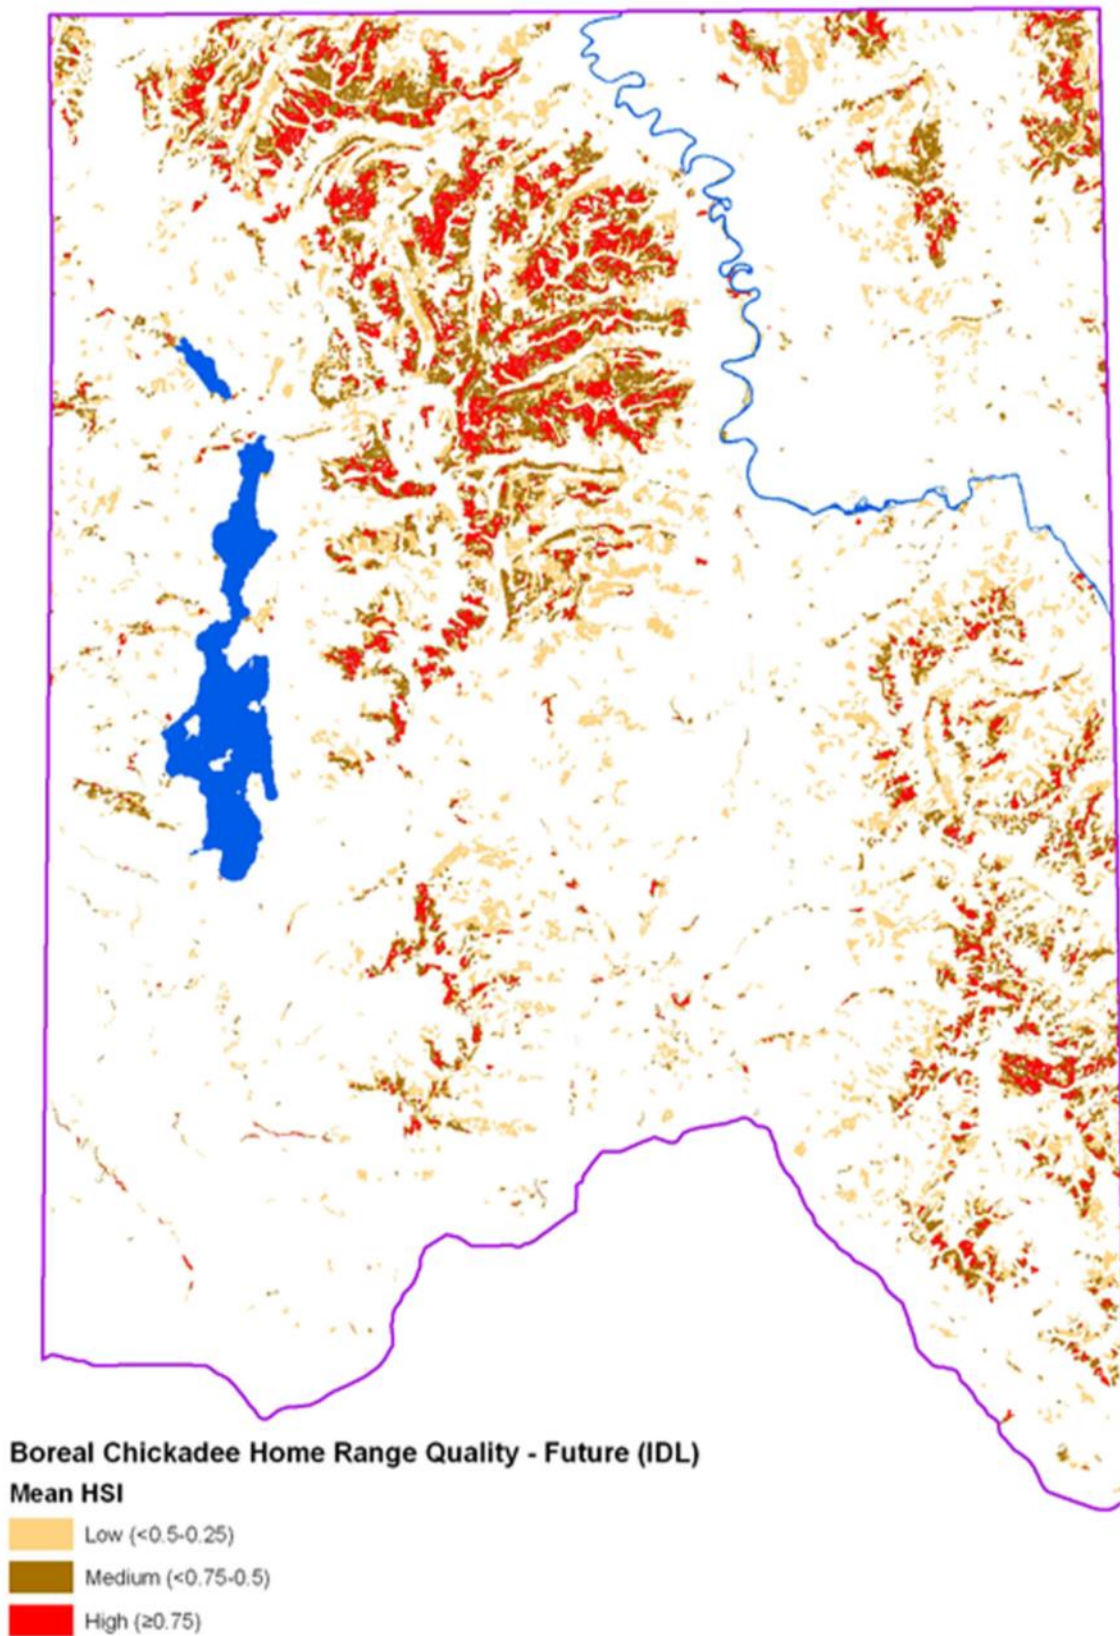 Boreal Chickadee Home Range Quality - Future (IDL)
Mean HSI
Low (<0.5-0.25)
Medium (<0.75-0.5)
High (≥0.75)